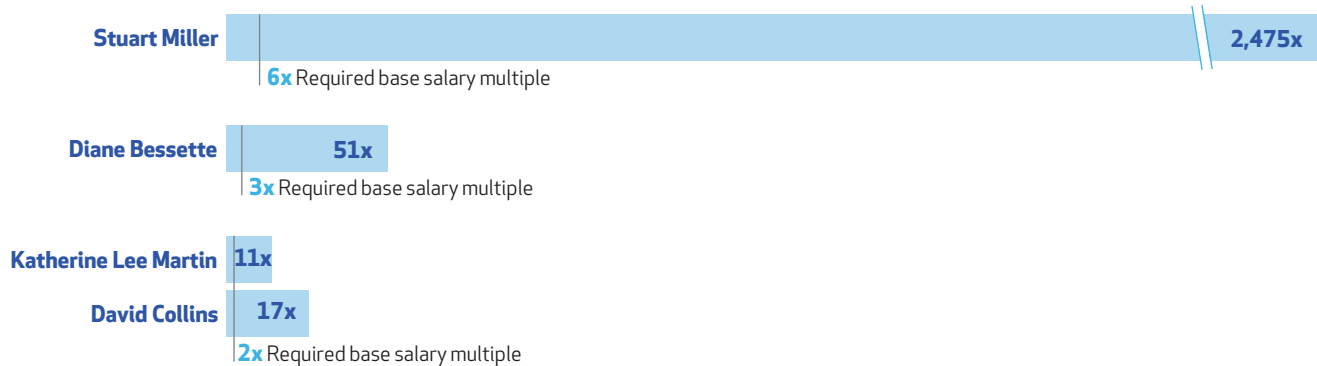 Stuart Miller 2,475x
6x Required base salary multiple
Diane Bessette 51x
3x Required base salary multiple
Katherine Lee Martin 11x
David Collins 17x
2x Required base salary multiple